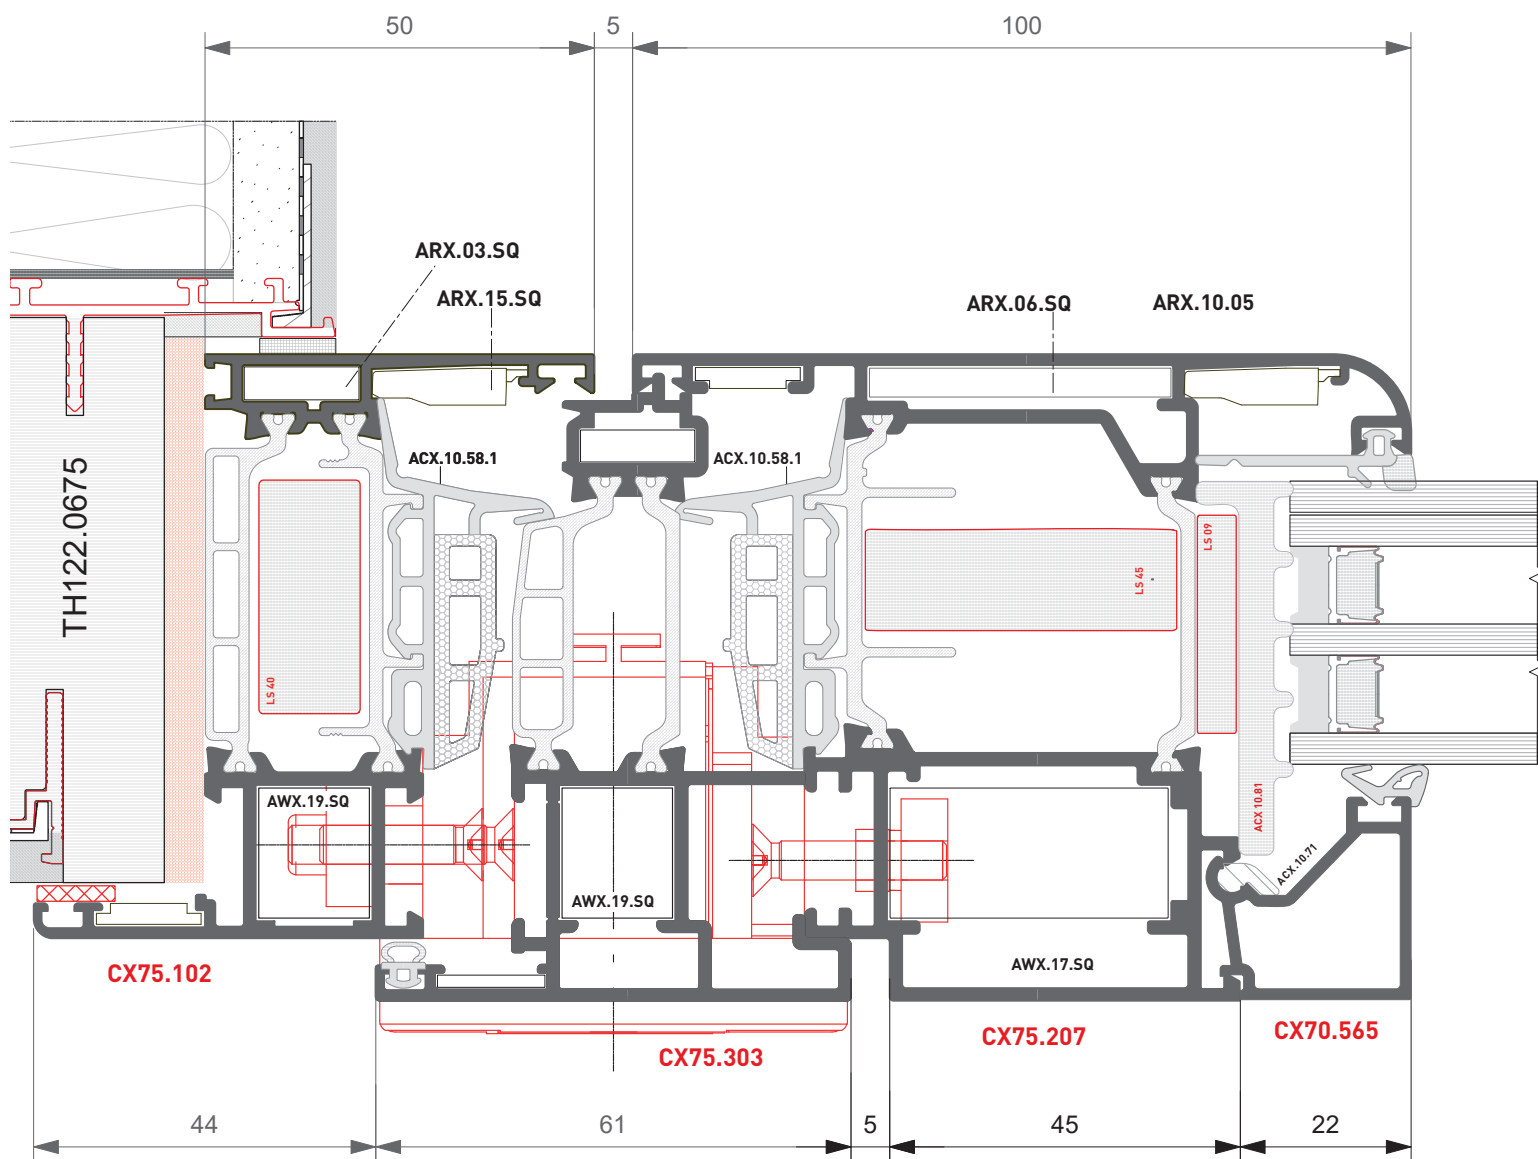 50
5
100
ARX.03.SQ
ARX.15.SQ
ARX.06.SQ
ARX.10.05
ACX.10.58.1
ACX.10.58.1
TH122.0675
LS 40
LS 45
LS 09
ACX 10.81
ACX.10.71
AWX.19.SQ
AWX.19.SQ
AWX.17.SQ
CX75.102
CX75.303
CX75.207
CX70.565
44
61
5
45
22